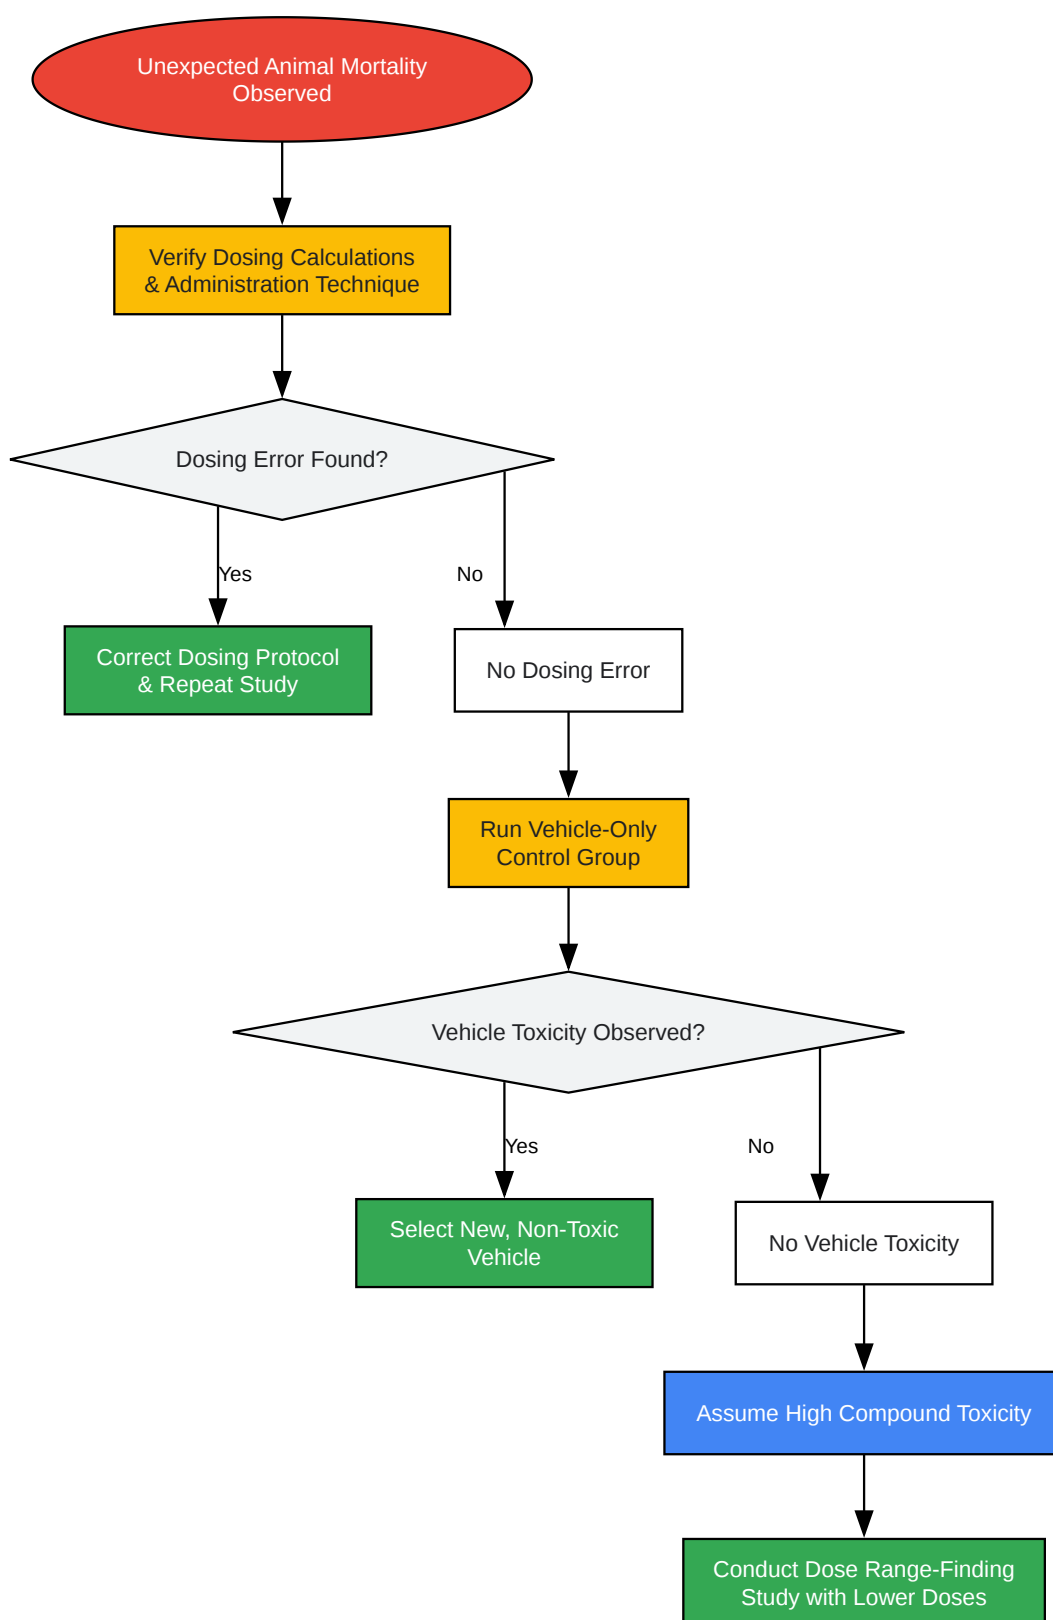 Unexpected Animal Mortality
Observed
Verify Dosing Calculations
& Administration Technique
Dosing Error Found?
Yes
No
Correct Dosing Protocol
& Repeat Study
No Dosing Error
Run Vehicle-Only
Control Group
Vehicle Toxicity Observed?
Yes
No
Select New, Non-Toxic
Vehicle
No Vehicle Toxicity
Assume High Compound Toxicity
Conduct Dose Range-Finding
Study with Lower Doses